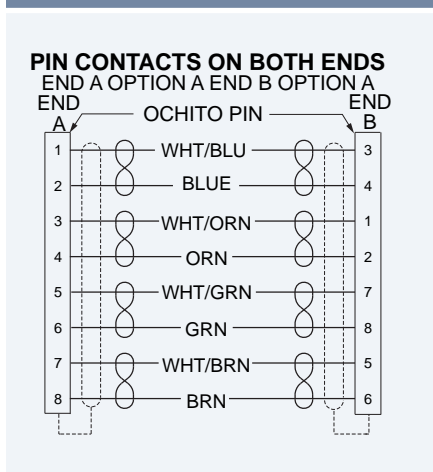 PIN CONTACTS ON BOTH ENDS
END A OPTION A END B OPTION A
END A
END B
OCHITO PIN
1 WHT/BLU 3
2 BLUE 4
3 WHT/ORN 1
4 ORN 2
5 WHT/GRN 7
6 GRN 8
7 WHT/BRN 5
8 BRN 6